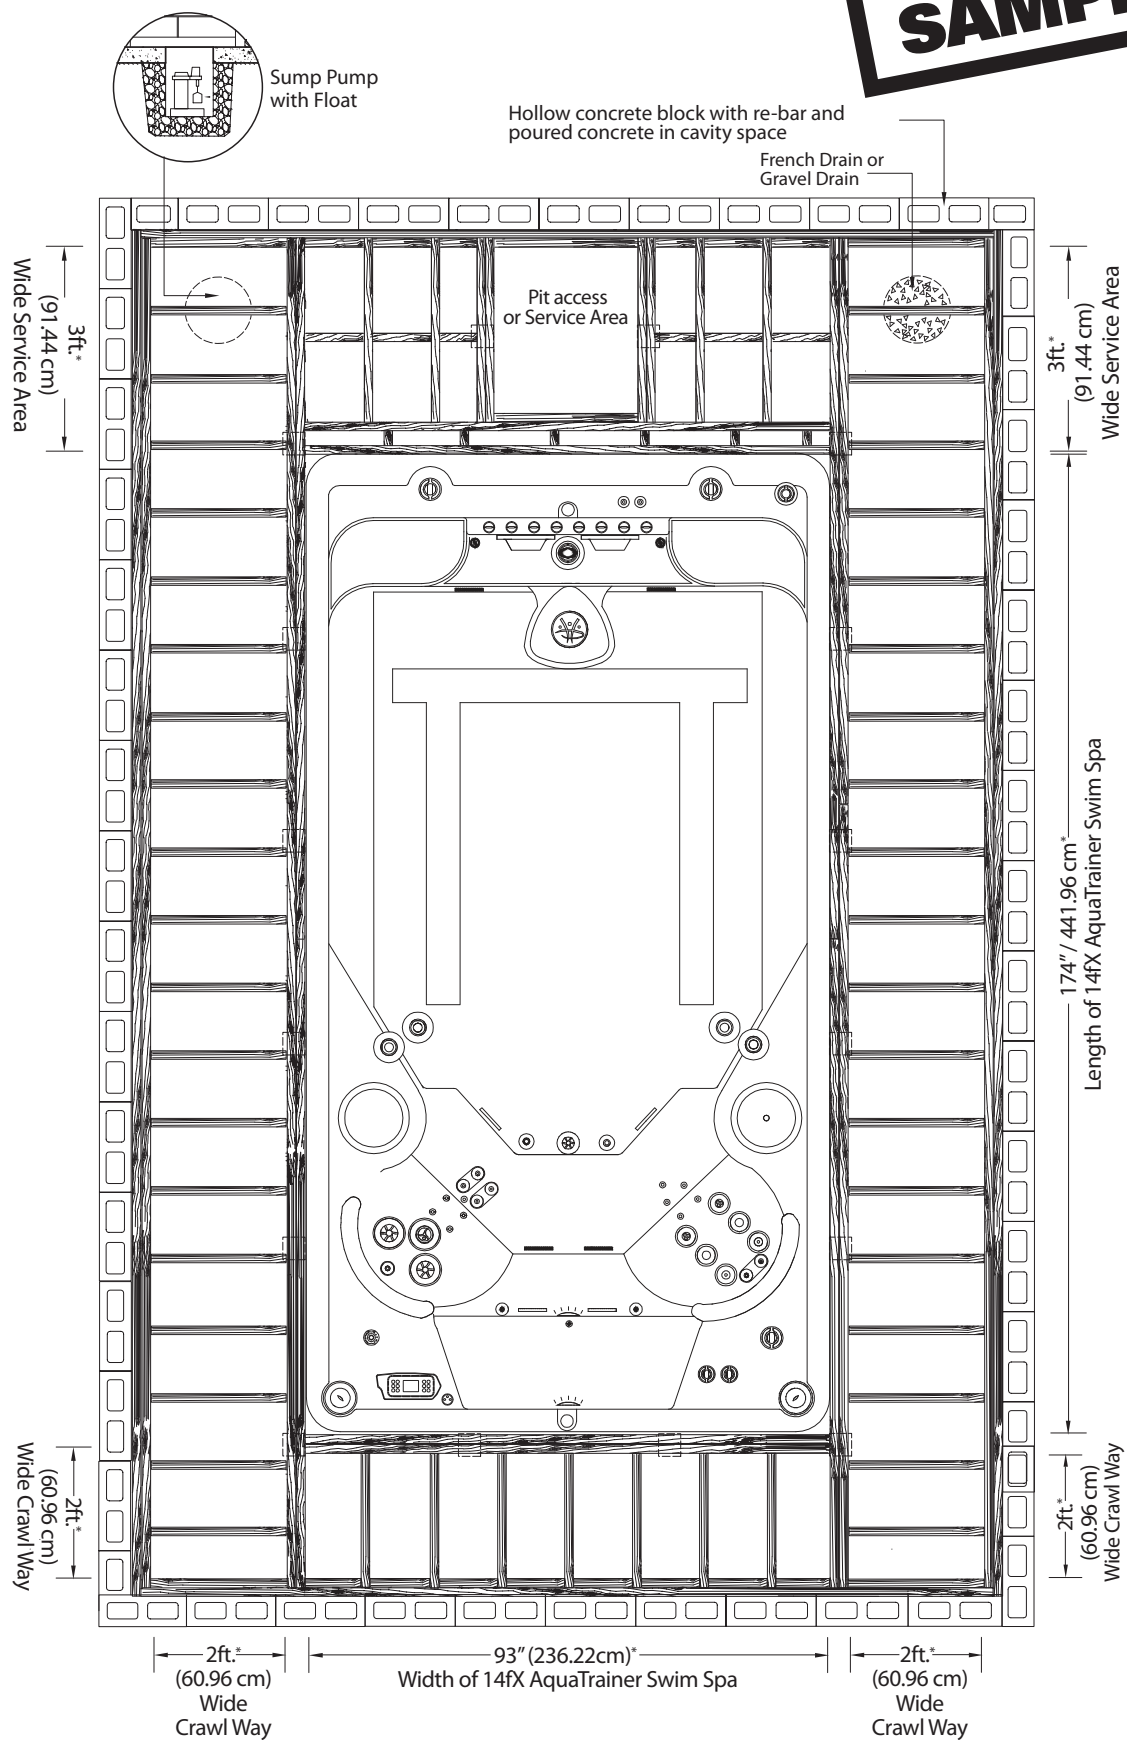 Sump Pump
with Float
Hollow concrete block with re-bar and
poured concrete in cavity space
French Drain or
Gravel Drain
Pit access
or Service Area
3ft.*
(91.44 cm)
Wide Service Area
3ft.*
(91.44 cm)
Wide Service Area
174” / 441.96 cm*
Length of 14fX AquaTrainer Swim Spa
2ft.*
(60.96 cm)
Wide Crawl Way
2ft.*
(60.96 cm)
Wide Crawl Way
2ft.*
(60.96 cm)
Wide
Crawl Way
93” (236.22cm)*
Width of 14fX AquaTrainer Swim Spa
2ft.*
(60.96 cm)
Wide
Crawl Way